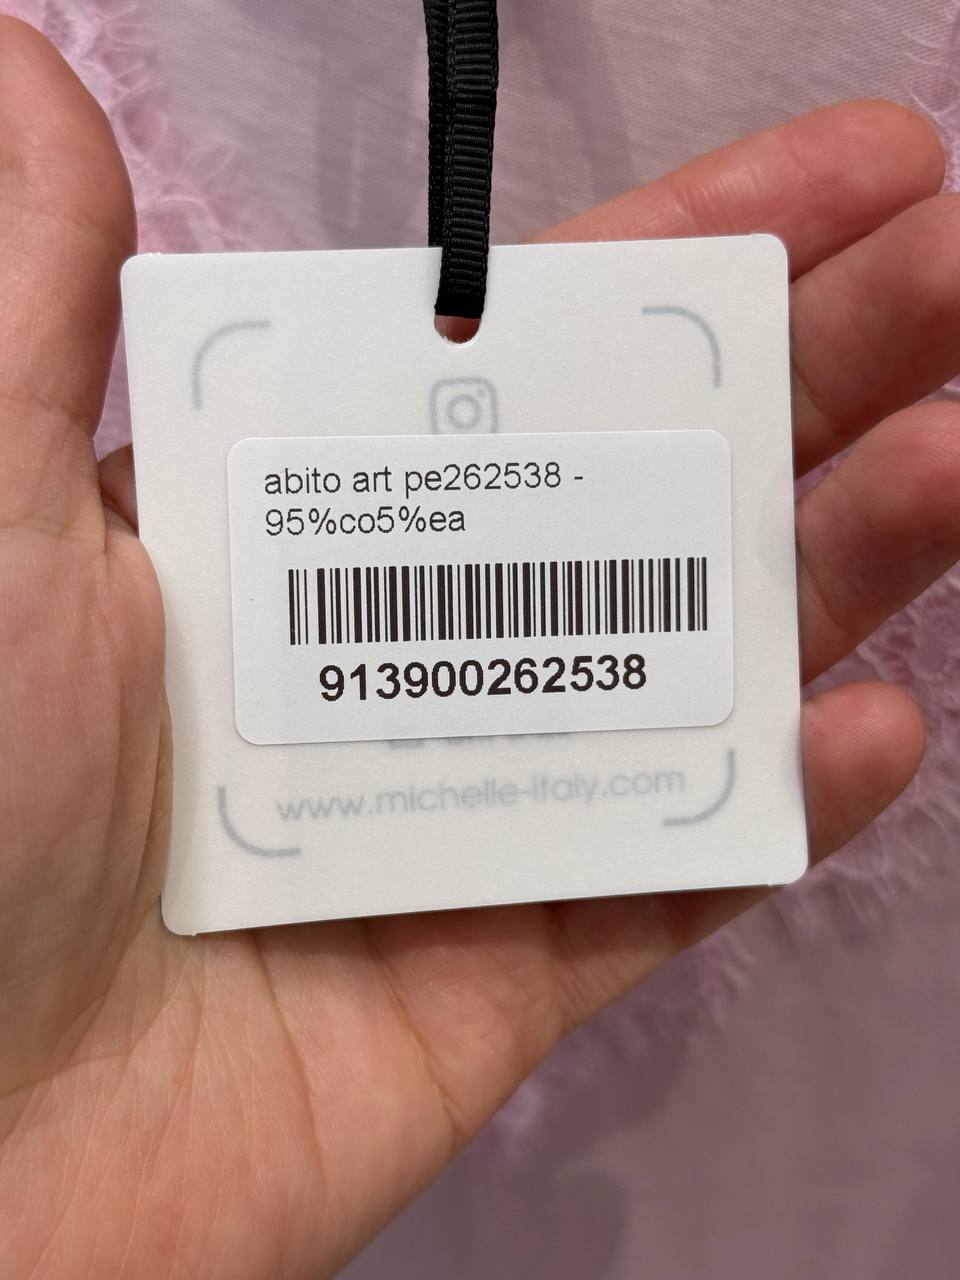 abito art pe262538 -
95%co5%ea
913900262538
www.michelle-italy.com